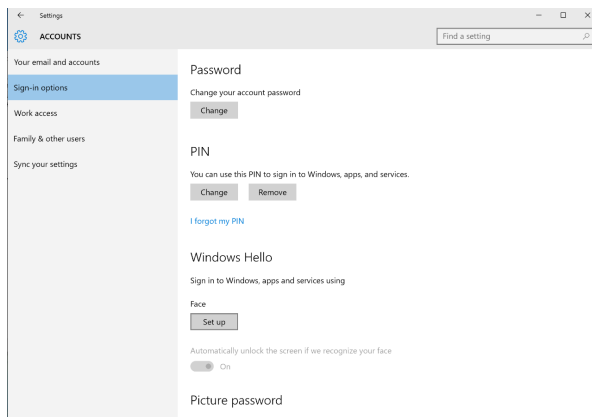 Settings
ACCOUNTS
Find a setting
Your email and accounts
Sign-in options
Work access
Family & other users
Sync your settings
Password
Change your account password
Change
PIN
You can use this PIN to sign in to Windows, apps, and services.
Change Remove
I forgot my PIN
Windows Hello
Sign in to Windows, apps and services using
Face
Set up
Automatically unlock the screen if we recognize your face
On
Picture password